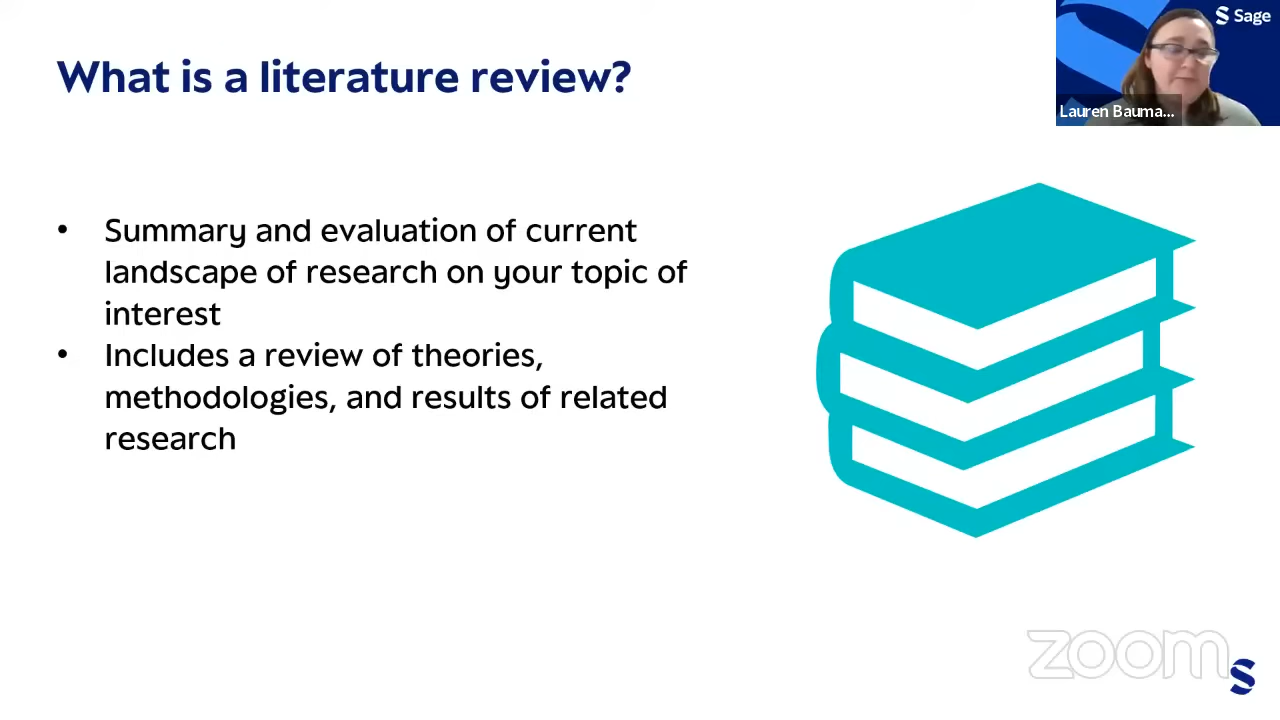 What is a literature review?
Sage
Lauren Bauma...
• Summary and evaluation of current
landscape of research on your topic of
interest
• Includes a review of theories,
methodologies, and results of related
research
zoom